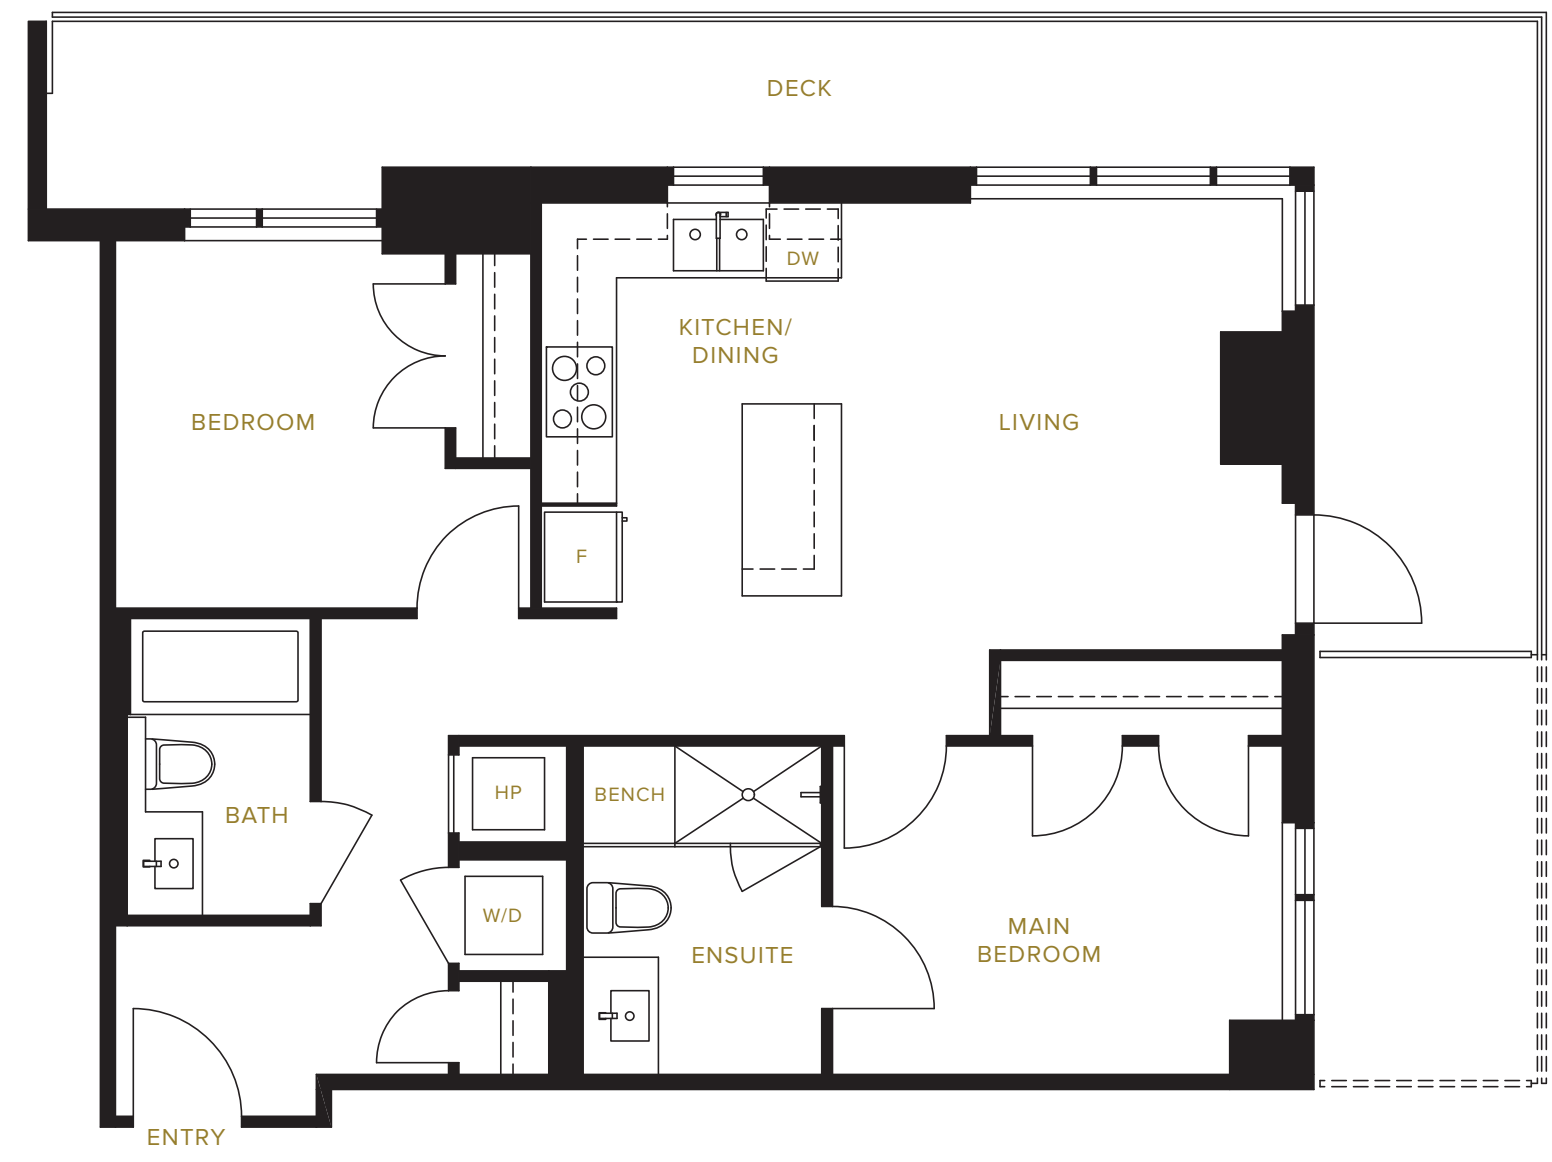 DECK
DW
KITCHEN/
DINING
BEDROOM
LIVING
F
HP
BENCH
BATH
W/D
MAIN
BEDROOM
ENSUITE
ENTRY